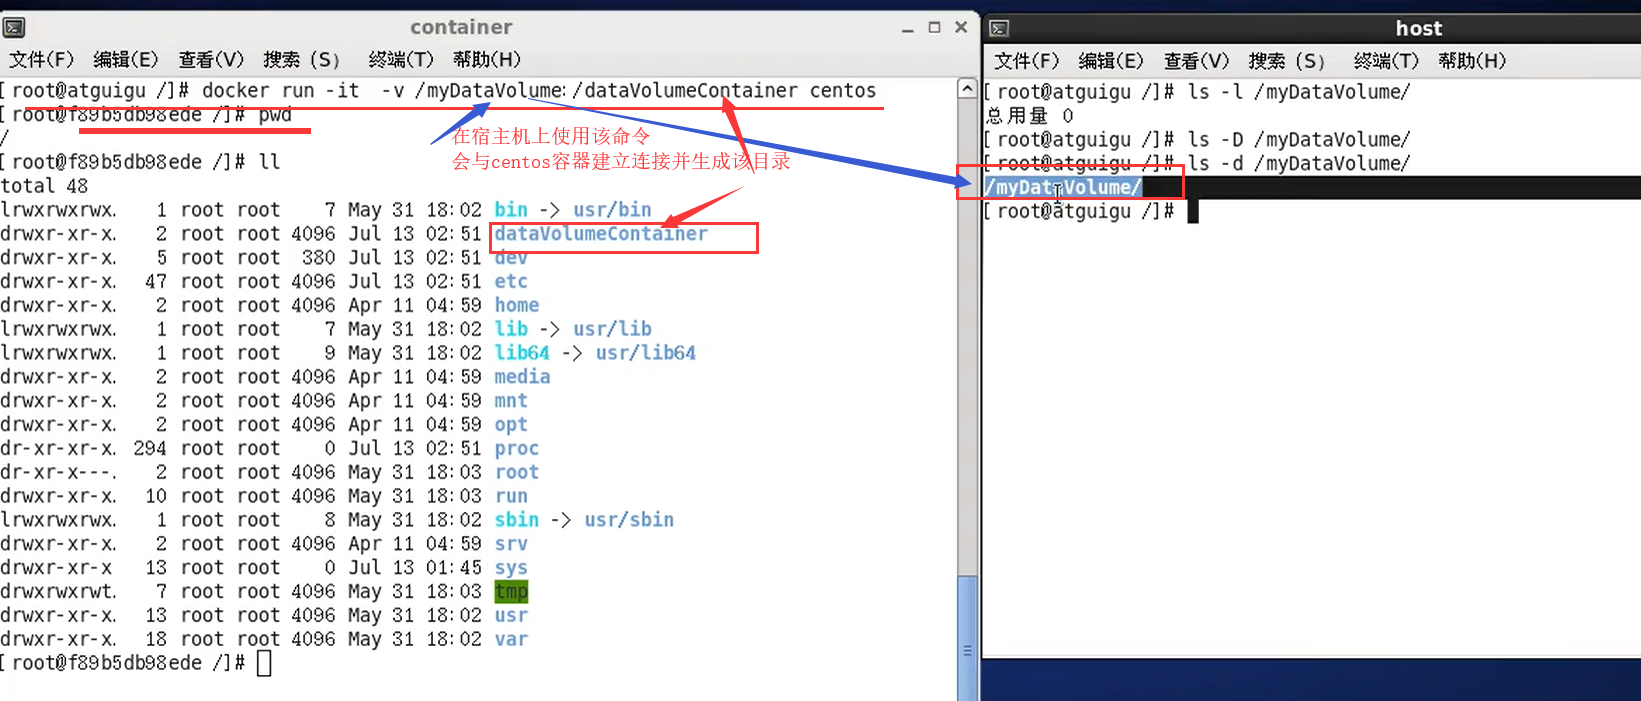 container
文件(F) 编辑(E) 查看(V) 搜索 (S) 终端(T) 帮助(H)
[root@atguigu /]# docker run -it  -v /myDataVolume:/dataVolumeContainer centos
[root@f89b5db98ede /]# pwd
/
在宿主机上使用该命令
会与centos容器建立连接并生成该目录
[root@f89b5db98ede /]# ll
total 48
lrwxrwxrwx.   1 root root    7 May 31 18:02 bin -> usr/bin
drwxr-xr-x.   2 root root 4096 Jul 13 02:51 dataVolumeContainer
drwxr-xr-x.   5 root root  380 Jul 13 02:51 dev
drwxr-xr-x.  47 root root 4096 Jul 13 02:51 etc
drwxr-xr-x.   2 root root 4096 Apr 11 04:59 home
lrwxrwxrwx.   1 root root    7 May 31 18:02 lib -> usr/lib
lrwxrwxrwx.   1 root root    9 May 31 18:02 lib64 -> usr/lib64
drwxr-xr-x.   2 root root 4096 Apr 11 04:59 media
drwxr-xr-x.   2 root root 4096 Apr 11 04:59 mnt
drwxr-xr-x.   2 root root 4096 Apr 11 04:59 opt
dr-xr-xr-x. 294 root root    0 Jul 13 02:51 proc
dr-xr-x---.   2 root root 4096 May 31 18:03 root
drwxr-xr-x.  10 root root 4096 May 31 18:03 run
lrwxrwxrwx.   1 root root    8 May 31 18:02 sbin -> usr/sbin
drwxr-xr-x.   2 root root 4096 Apr 11 04:59 srv
drwxr-xr-x  13 root root    0 Jul 13 01:45 sys
drwxrwxrwt.   7 root root 4096 May 31 18:03 tmp
drwxr-xr-x.  13 root root 4096 May 31 18:02 usr
drwxr-xr-x.  18 root root 4096 May 31 18:02 var
[root@f89b5db98ede /]#
host
文件(F) 编辑(E) 查看(V) 搜索 (S) 终端(T) 帮助(H)
[root@atguigu /]# ls -l /myDataVolume/
总用量 0
[root@atguigu /]# ls -D /myDataVolume/
[root@atguigu /]# ls -d /myDataVolume/
/myDataVolume/
[root@atguigu /]#